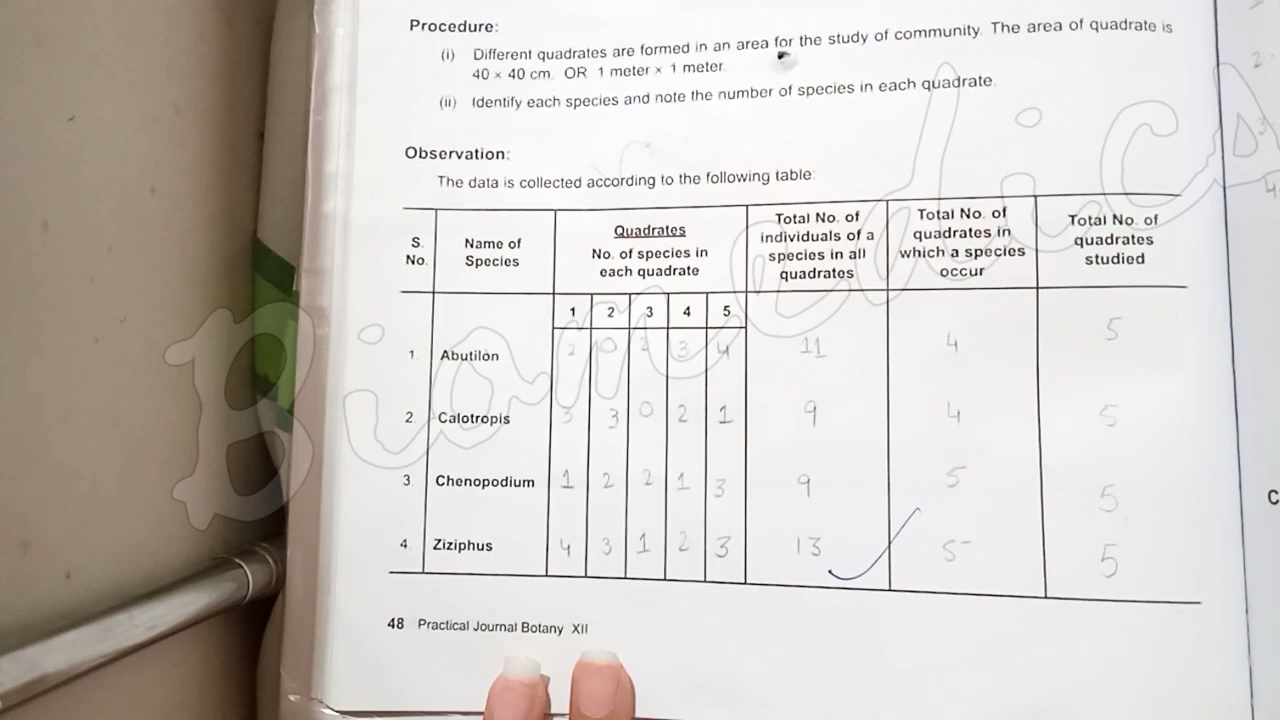 Procedure:
(i) Different quadrates are formed in an area for the study of community. The area of quadrate is
40 × 40 cm. OR 1 meter × 1 meter.
(ii) Identify each species and note the number of species in each quadrate.
Observation:
The data is collected according to the following table:
S. No. | Name of Species | Quadrates No. of species in each quadrate | Total No. of individuals of a species in all quadrates | Total No. of quadrates in which a species occur | Total No. of quadrates studied
1 2 3 4 5
1. Abutilon 2 0 2 3 4 11 4 5
2. Calotropis 3 3 0 2 1 9 4 5
3 Chenopodium 1 2 2 1 3 9 5 5
4. Ziziphus 4 3 1 2 3 13 5 5
48 Practical Journal Botany XII
Biomedics
2
3
4
C